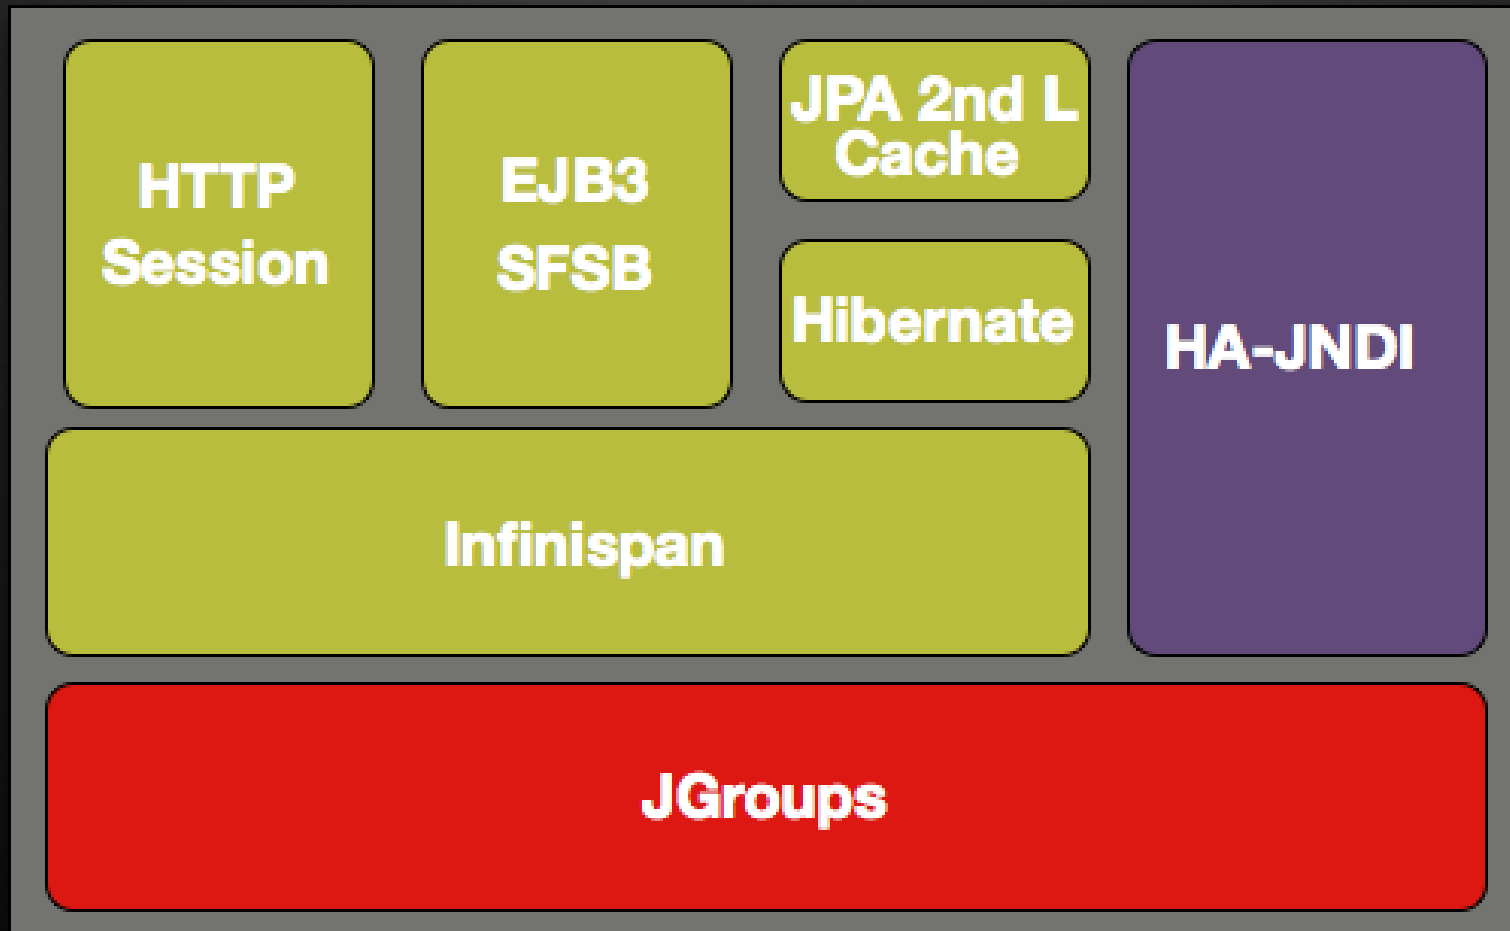 HTTP
Session
EJB3
SFSB
JPA 2nd L
Cache
Hibernate
HA-JNDI
Infinispan
JGroups